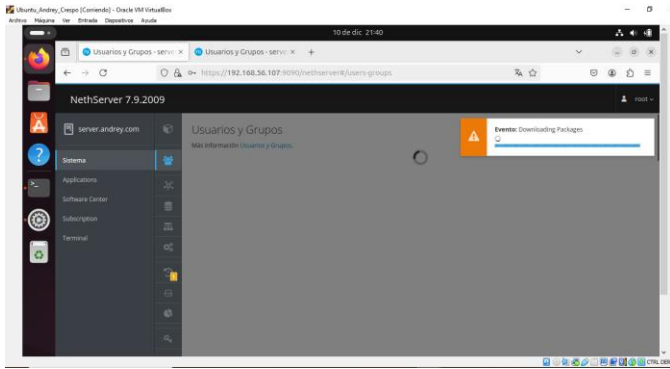 Ubuntu_Andrey_Crespo [Corriendo] - Oracle VM VirtualBox
Archivo Máquina Ver Entrada Dispositivos Ayuda
10 de dic 21:40
Usuarios y Grupos - serve
Usuarios y Grupos - serve
https://192.168.56.107:9090/nethserver#/users-groups
NethServer 7.9.2009
root
server.andrey.com
Usuarios y Grupos
Más información Usuarios y Grupos.
Evento: Downloading Packages
Sistema
Applications
Software Center
Subscription
Terminal
CTRL DER